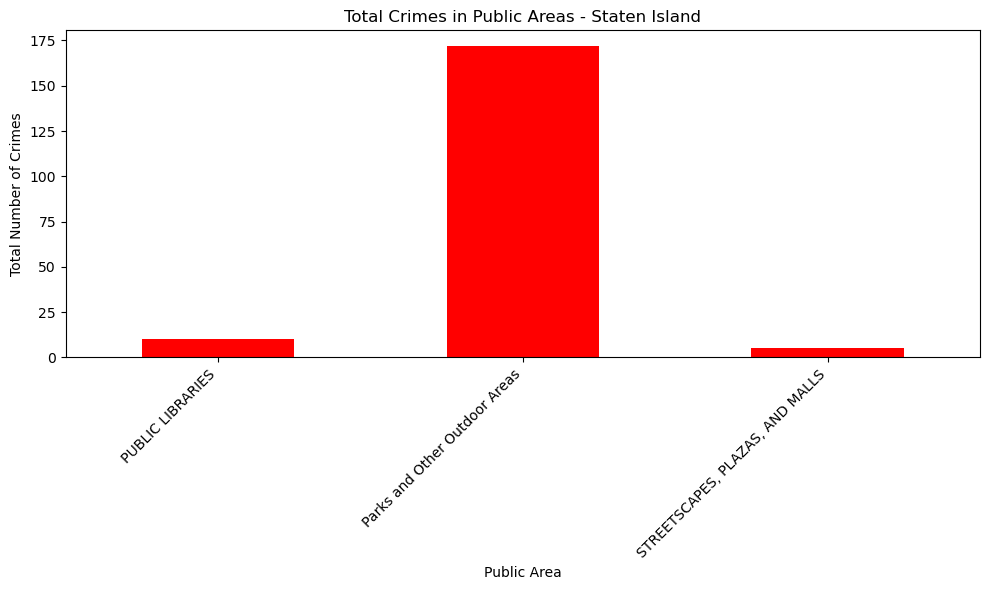 Total Crimes in Public Areas - Staten Island
Total Number of Crimes
175
150
125
100
75
50
25
0
PUBLIC LIBRARIES
Parks and Other Outdoor Areas
STREETSCAPES, PLAZAS, AND MALLS
Public Area